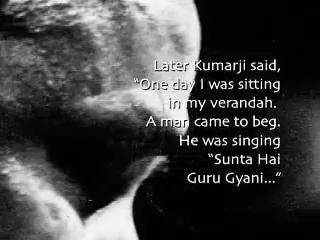 Later Kumarji said,
“One day I was sitting
in my verandah.
A man came to beg.
He was singing
“Sunta Hai
Guru Gyani...”